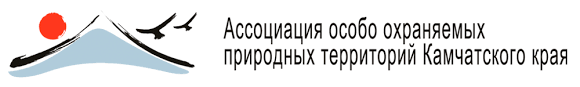 Ассоциация особо охраняемых
природных территорий Камчатского края